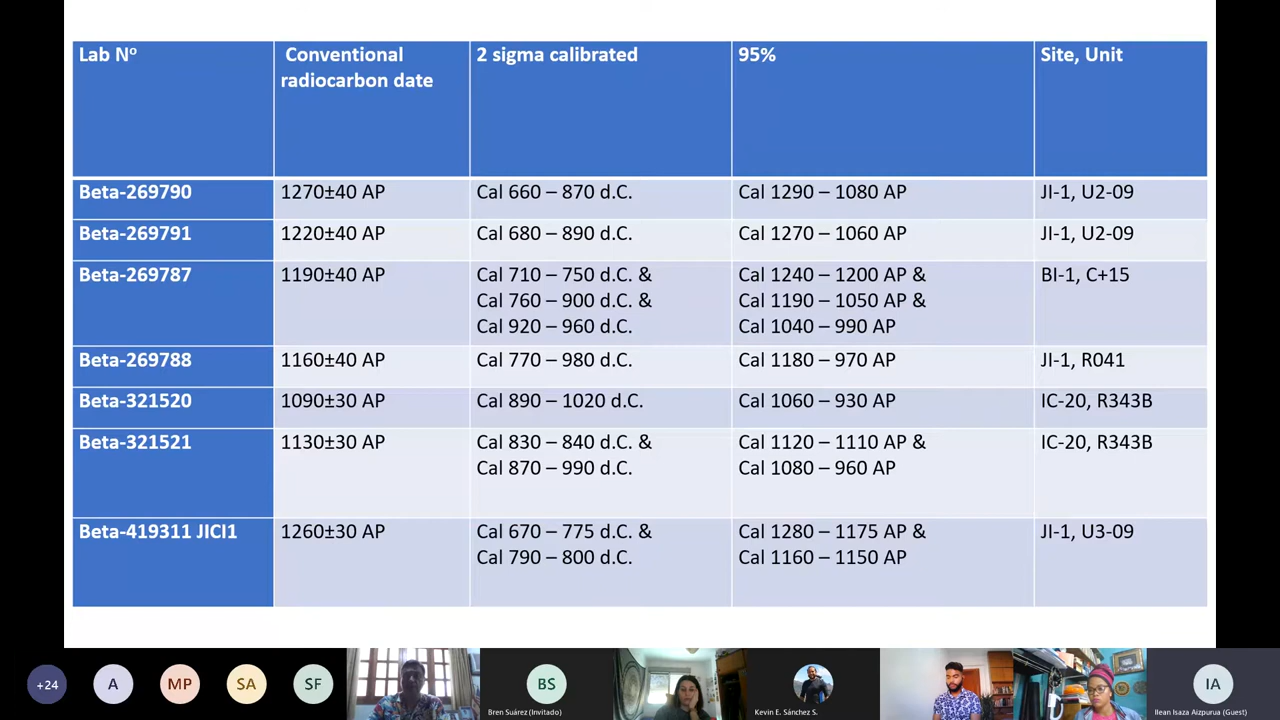 Lab Nº
Conventional
radiocarbon date
2 sigma calibrated
95%
Site, Unit
Beta-269790
1270±40 AP
Cal 660 – 870 d.C.
Cal 1290 – 1080 AP
JI-1, U2-09
Beta-269791
1220±40 AP
Cal 680 – 890 d.C.
Cal 1270 – 1060 AP
JI-1, U2-09
Beta-269787
1190±40 AP
Cal 710 – 750 d.C. &
Cal 760 – 900 d.C. &
Cal 920 – 960 d.C.
Cal 1240 – 1200 AP &
Cal 1190 – 1050 AP &
Cal 1040 – 990 AP
BI-1, C+15
Beta-269788
1160±40 AP
Cal 770 – 980 d.C.
Cal 1180 – 970 AP
JI-1, R041
Beta-321520
1090±30 AP
Cal 890 – 1020 d.C.
Cal 1060 – 930 AP
IC-20, R343B
Beta-321521
1130±30 AP
Cal 830 – 840 d.C. &
Cal 870 – 990 d.C.
Cal 1120 – 1110 AP &
Cal 1080 – 960 AP
IC-20, R343B
Beta-419311 JICI1
1260±30 AP
Cal 670 – 775 d.C. &
Cal 790 – 800 d.C.
Cal 1280 – 1175 AP &
Cal 1160 – 1150 AP
JI-1, U3-09
+24
A
MP
SA
SF
BS
Bren Suárez (Invitado)
Kevin E. Sánchez S.
IA
Ilean Isaza Aizpurua (Guest)